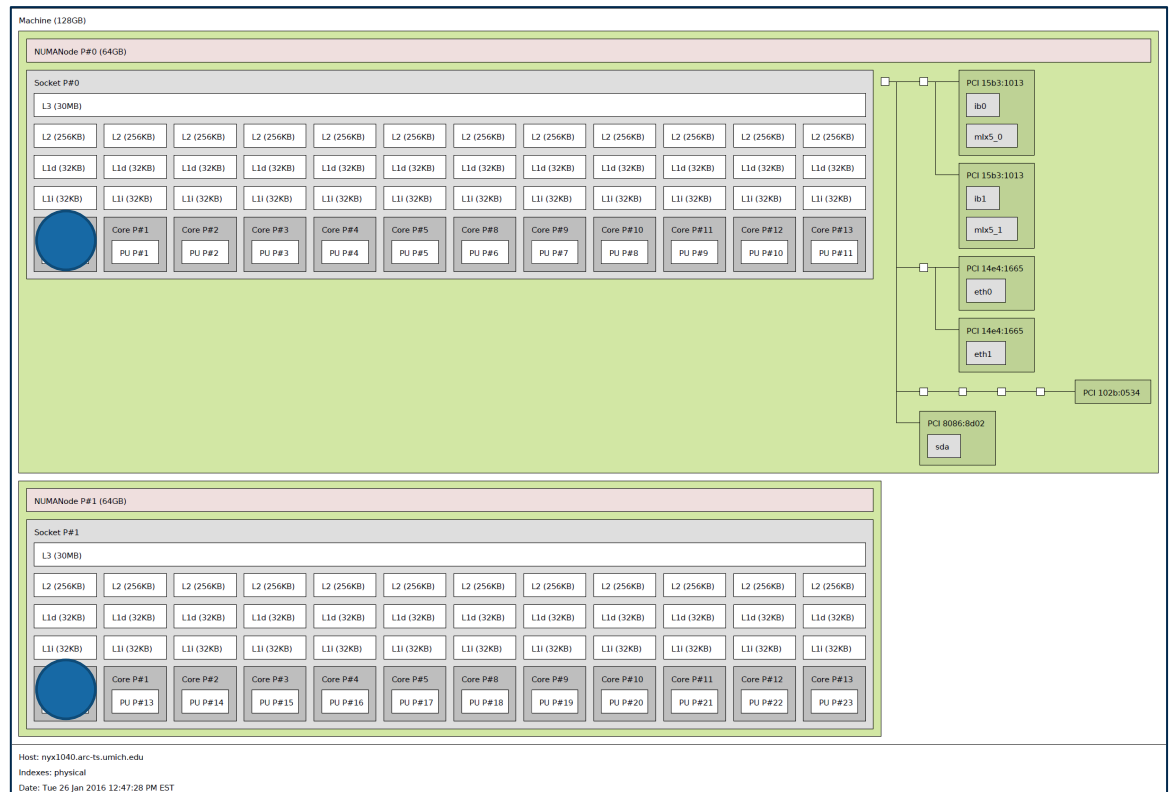 Machine (128GB)
NUMANode P#0 (64GB)
Socket P#0
L3 (30MB)
L2 (256KB) L2 (256KB) L2 (256KB) L2 (256KB) L2 (256KB) L2 (256KB) L2 (256KB) L2 (256KB) L2 (256KB) L2 (256KB) L2 (256KB) L2 (256KB)
L1d (32KB) L1d (32KB) L1d (32KB) L1d (32KB) L1d (32KB) L1d (32KB) L1d (32KB) L1d (32KB) L1d (32KB) L1d (32KB) L1d (32KB) L1d (32KB)
L1i (32KB) L1i (32KB) L1i (32KB) L1i (32KB) L1i (32KB) L1i (32KB) L1i (32KB) L1i (32KB) L1i (32KB) L1i (32KB) L1i (32KB) L1i (32KB)
Core P#1 Core P#2 Core P#3 Core P#4 Core P#5 Core P#8 Core P#9 Core P#10 Core P#11 Core P#12 Core P#13
PU P#1 PU P#2 PU P#3 PU P#4 PU P#5 PU P#6 PU P#7 PU P#8 PU P#9 PU P#10 PU P#11
PCI 15b3:1013
ib0
mlx5_0
PCI 15b3:1013
ib1
mlx5_1
PCI 14e4:1665
eth0
PCI 14e4:1665
eth1
PCI 102b:0534
PCI 8086:8d02
sda
NUMANode P#1 (64GB)
Socket P#1
L3 (30MB)
L2 (256KB) L2 (256KB) L2 (256KB) L2 (256KB) L2 (256KB) L2 (256KB) L2 (256KB) L2 (256KB) L2 (256KB) L2 (256KB) L2 (256KB) L2 (256KB)
L1d (32KB) L1d (32KB) L1d (32KB) L1d (32KB) L1d (32KB) L1d (32KB) L1d (32KB) L1d (32KB) L1d (32KB) L1d (32KB) L1d (32KB) L1d (32KB)
L1i (32KB) L1i (32KB) L1i (32KB) L1i (32KB) L1i (32KB) L1i (32KB) L1i (32KB) L1i (32KB) L1i (32KB) L1i (32KB) L1i (32KB) L1i (32KB)
Core P#1 Core P#2 Core P#3 Core P#4 Core P#5 Core P#8 Core P#9 Core P#10 Core P#11 Core P#12 Core P#13
PU P#13 PU P#14 PU P#15 PU P#16 PU P#17 PU P#18 PU P#19 PU P#20 PU P#21 PU P#22 PU P#23
Host: nyx1040.arc-ts.umich.edu
Indexes: physical
Date: Tue 26 Jan 2016 12:47:28 PM EST